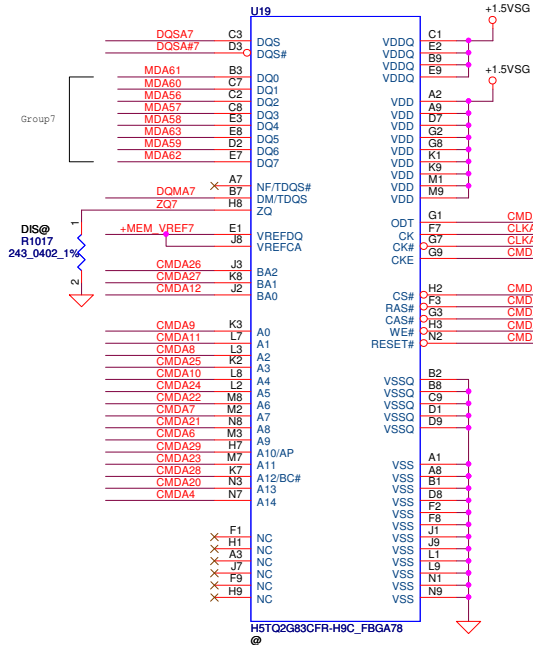 U19
+1.5VSG
DQSA7 C3 DQS VDDQ C1
DQSA#7 D3 DQS# VDDQ E2
VDDQ B9
VDDQ E9
MDA61 B3 DQ0
MDA60 C7 DQ1
MDA56 C2 DQ2
MDA57 C8 DQ3
MDA58 E3 DQ4
MDA63 E8 DQ5
MDA59 D2 DQ6
MDA62 E7 DQ7
Group7
+1.5VSG
VDD A2
VDD A9
VDD D7
VDD G2
VDD G8
VDD K1
VDD K9
VDD M1
VDD M9
A7 NF/TDQS#
DQMA7 B7 DM/TDQS
ZQ7 H8 ZQ
+MEM_VREF7 E1 VREFDQ
J8 VREFCA
ODT G1 CMD
CK F7 CLKA
CK# G7 CLKA
CKE G9 CMD
1
DIS@
R1017
243_0402_1%
2
CMDA26 J3 BA2
CMDA27 K8 BA1
CMDA12 J2 BA0
CS# H2 CMD
RAS# F3 CMD
CAS# G3 CMD
WE# H3 CMD
RESET# N2 CMD
CMDA9 K3 A0
CMDA11 L7 A1
CMDA8 L3 A2
CMDA25 K2 A3
CMDA10 L8 A4
CMDA24 L2 A5
CMDA22 M8 A6
CMDA7 M2 A7
CMDA21 N8 A8
CMDA6 M3 A9
CMDA29 H7 A10/AP
CMDA23 M7 A11
CMDA28 K7 A12/BC#
CMDA20 N3 A13
CMDA4 N7 A14
VSSQ B2
VSSQ B8
VSSQ C9
VSSQ D1
VSSQ D9
VSS A1
VSS A8
VSS B1
VSS D8
VSS F2
VSS F8
VSS J1
VSS J9
VSS L1
VSS L9
VSS N1
VSS N9
F1 NC
H1 NC
A3 NC
J7 NC
F9 NC
H9 NC
H5TQ2G83CFR-H9C_FBGA78
@